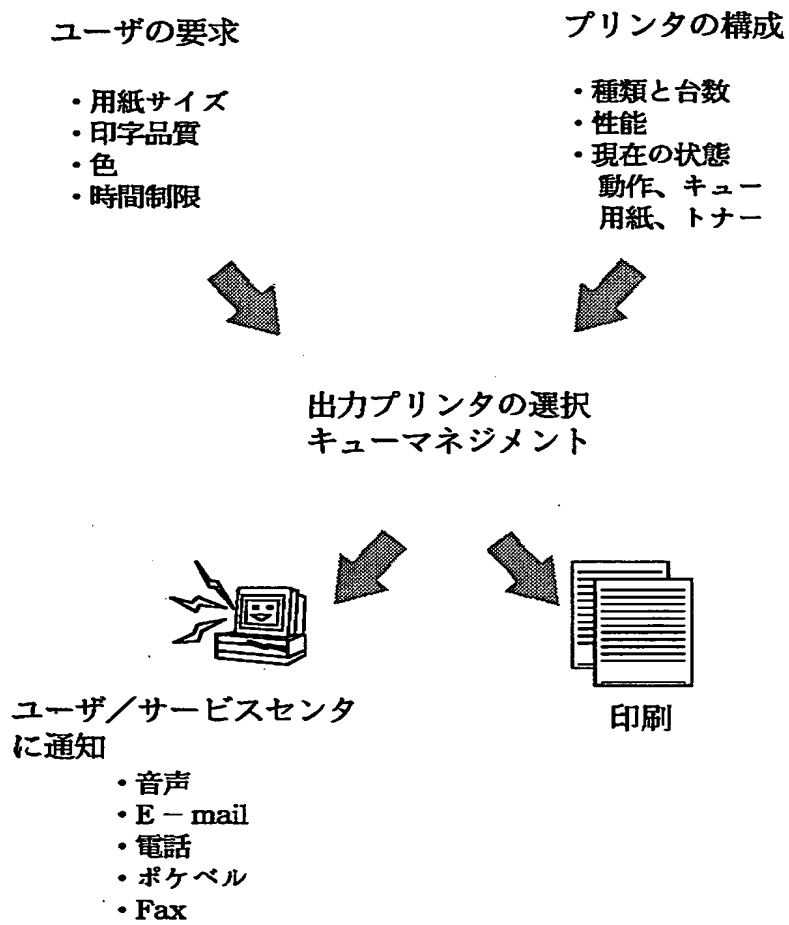 ユーザの要求
・用紙サイズ
・印字品質
・色
・時間制限
プリンタの構成
・種類と台数
・性能
・現在の状態
動作、キュー
用紙、トナー
出力プリンタの選択
キューマネジメント
ユーザ／サービスセンタ
に通知
・音声
・E－mail
・電話
・ポケベル
・Fax
印刷